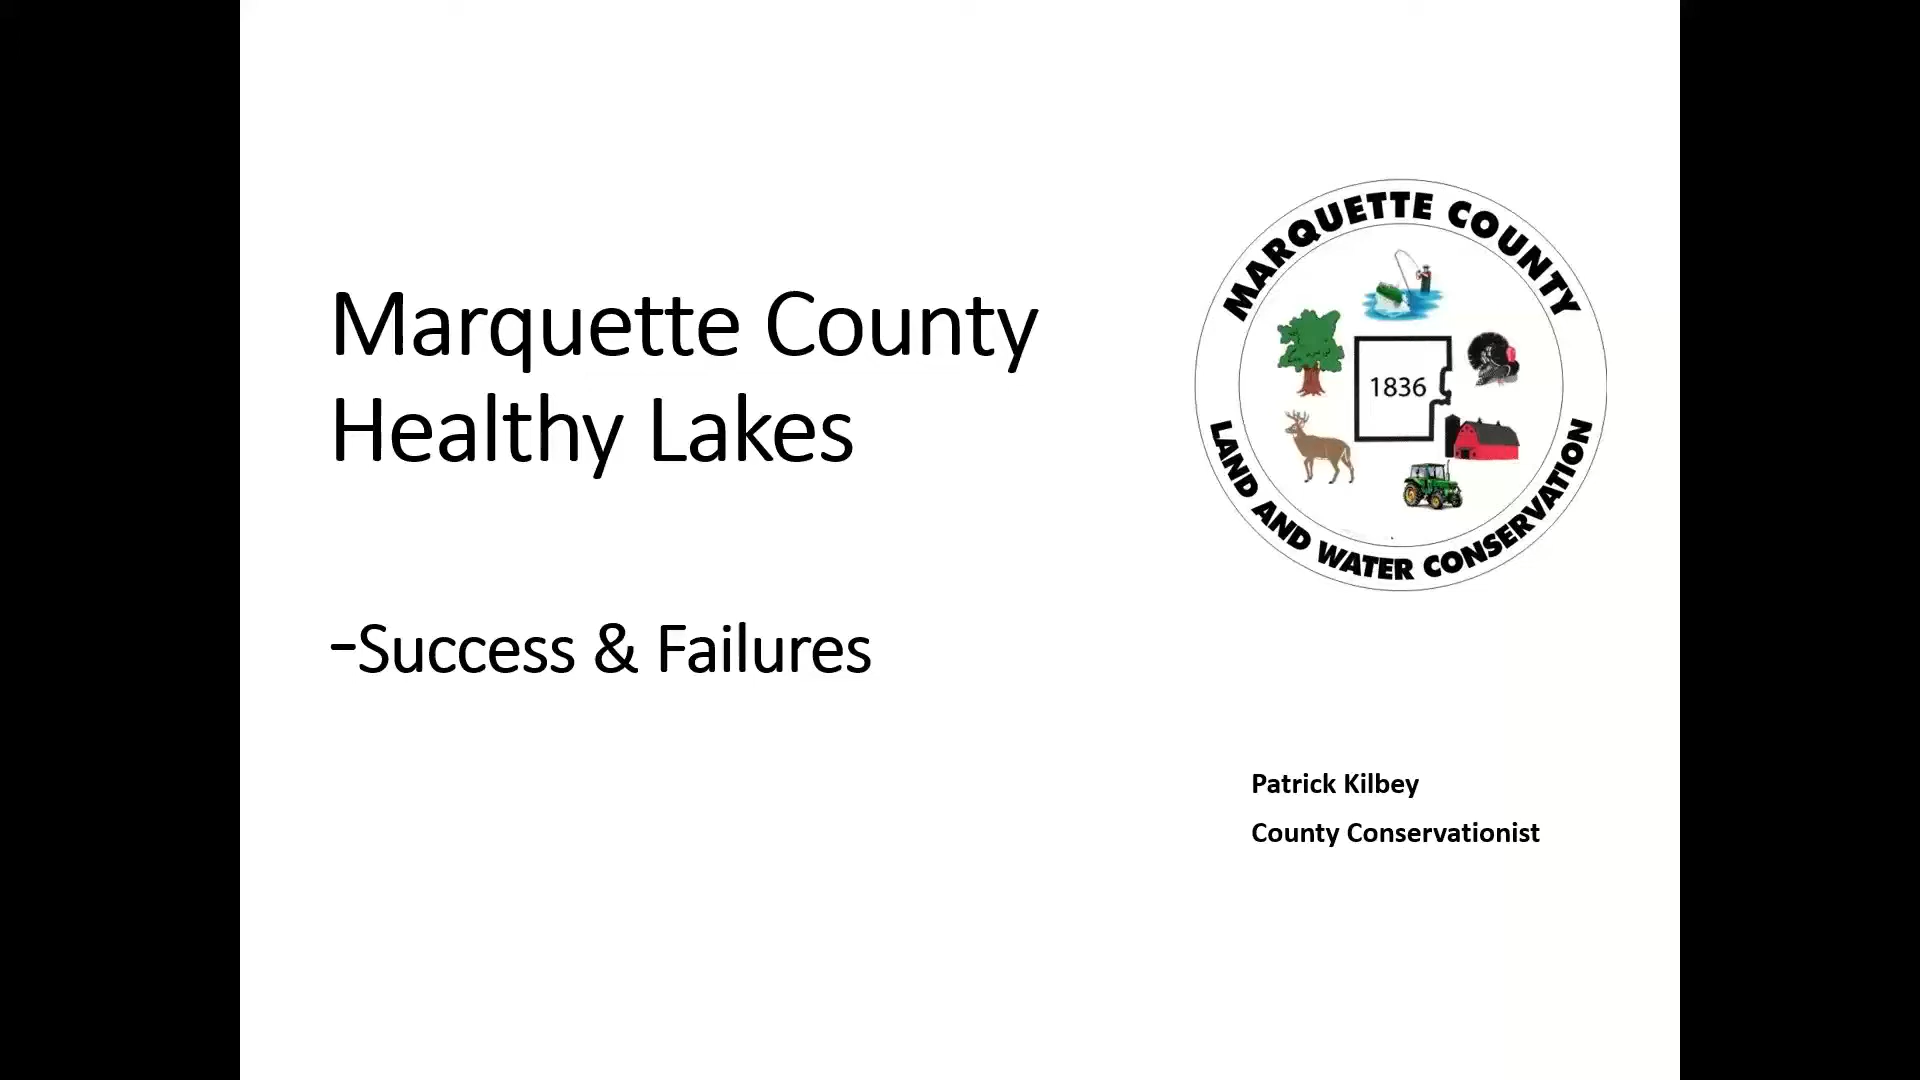 Marquette County
Healthy Lakes
-Success & Failures
MARQUETTE COUNTY
1836
LAND AND WATER CONSERVATION
Patrick Kilbey
County Conservationist